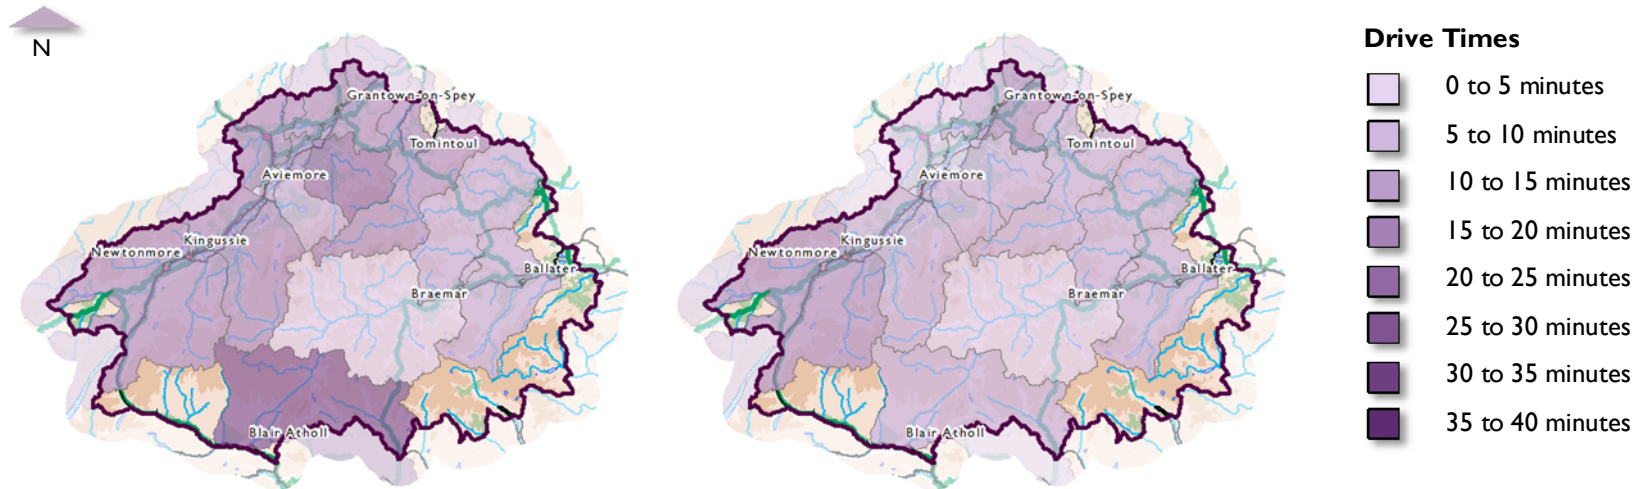 N
Grantown-on-Spey
Tomintoul
Aviemore
Kingussie
Newtonmore
Ballater
Braemar
Blair Atholl
Grantown-on-Spey
Tomintoul
Aviemore
Kingussie
Newtonmore
Ballater
Braemar
Blair Atholl
Drive Times
0 to 5 minutes
5 to 10 minutes
10 to 15 minutes
15 to 20 minutes
20 to 25 minutes
25 to 30 minutes
30 to 35 minutes
35 to 40 minutes